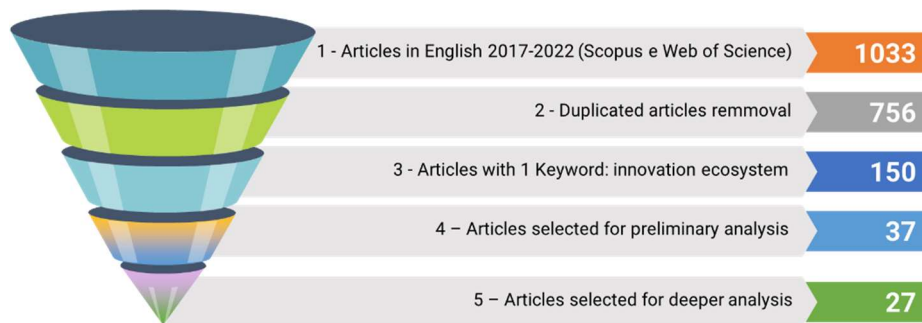 1 - Articles in English 2017-2022 (Scopus e Web of Science) 1033
2 - Duplicated articles remmoval 756
3 - Articles with 1 Keyword: innovation ecosystem 150
4 – Articles selected for preliminary analysis 37
5 – Articles selected for deeper analysis 27